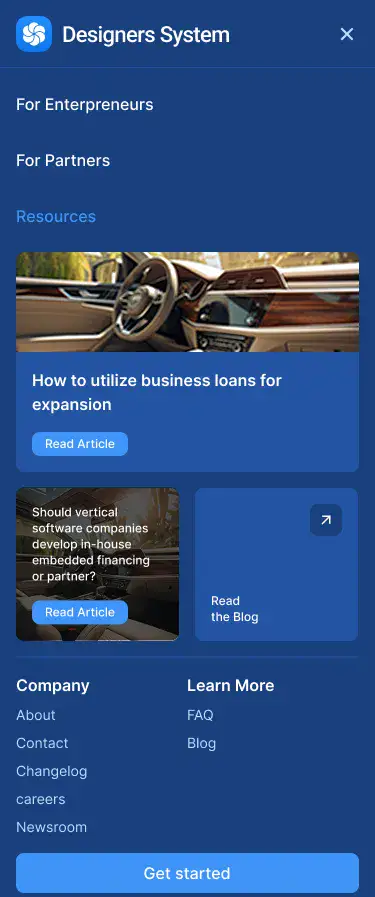 Designers System
For Enterpreneurs
For Partners
Resources
How to utilize business loans for
expansion
Read Article
Should vertical
software companies
develop in-house
embedded financing
or partner?
Read Article
Read
the Blog
Company
About
Contact
Changelog
careers
Newsroom
Learn More
FAQ
Blog
Get started